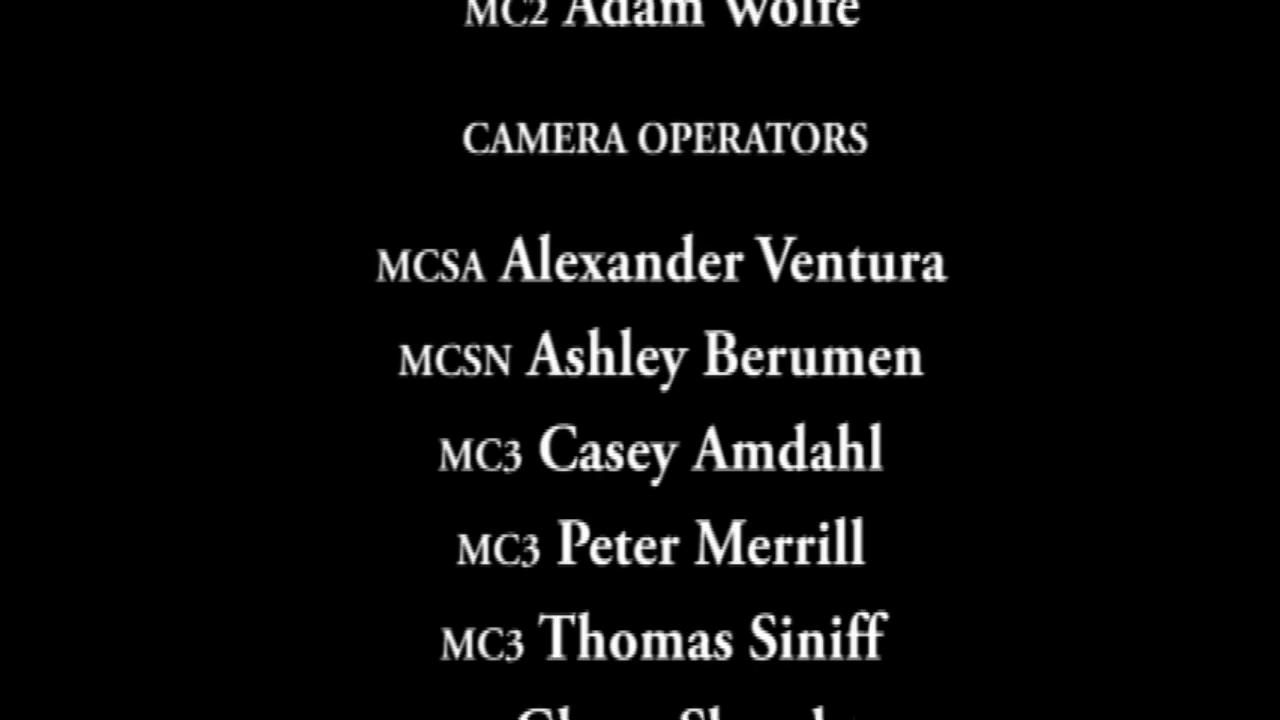 MC2 Adam Wolfe
CAMERA OPERATORS
MCSA Alexander Ventura
MCSN Ashley Berumen
MC3 Casey Amdahl
MC3 Peter Merrill
MC3 Thomas Siniff